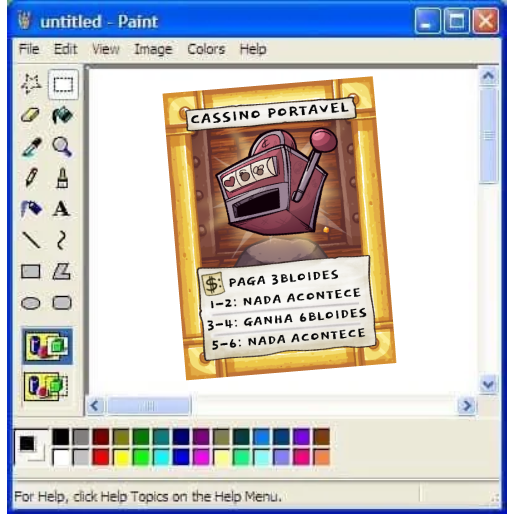 untitled - Paint
File Edit View Image Colors Help
A
CASSINO PORTAVEL
$: PAGA 3BLOIDES
1-2: NADA ACONTECE
3-4: GANHA 6BLOIDES
5-6: NADA ACONTECE
For Help, click Help Topics on the Help Menu.